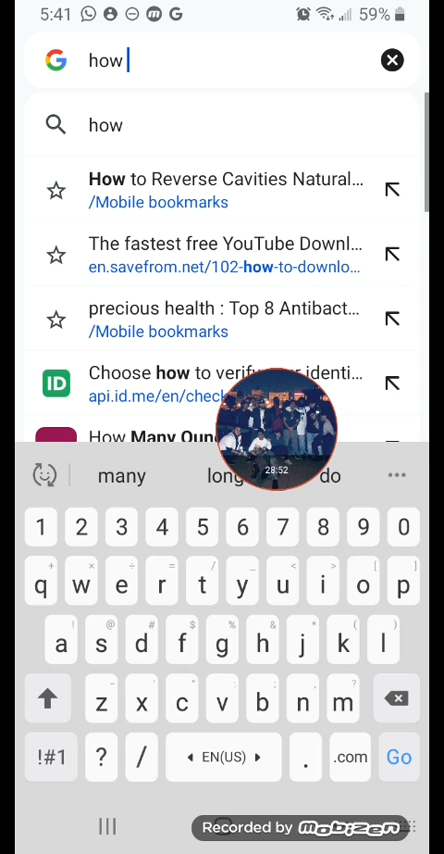 5:41 59%
how
how
How to Reverse Cavities Natural...
/Mobile bookmarks
The fastest free YouTube Downl...
en.savefrom.net/102-how-to-downlo...
precious health : Top 8 Antibact...
/Mobile bookmarks
ID
Choose how to verify identi...
api.id.me/en/check
How Many Oun
28:52
many long do
1 2 3 4 5 6 7 8 9 0
q w e r t y u i o p
a s d f g h j k l
z x c v b n m
!#1 ? / EN(US) . .com Go
Recorded by Mobizen